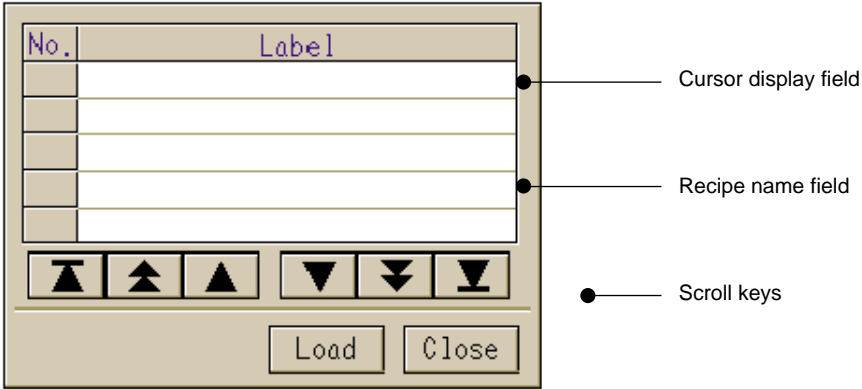 No. Label
Cursor display field
Recipe name field
Scroll keys
Load Close